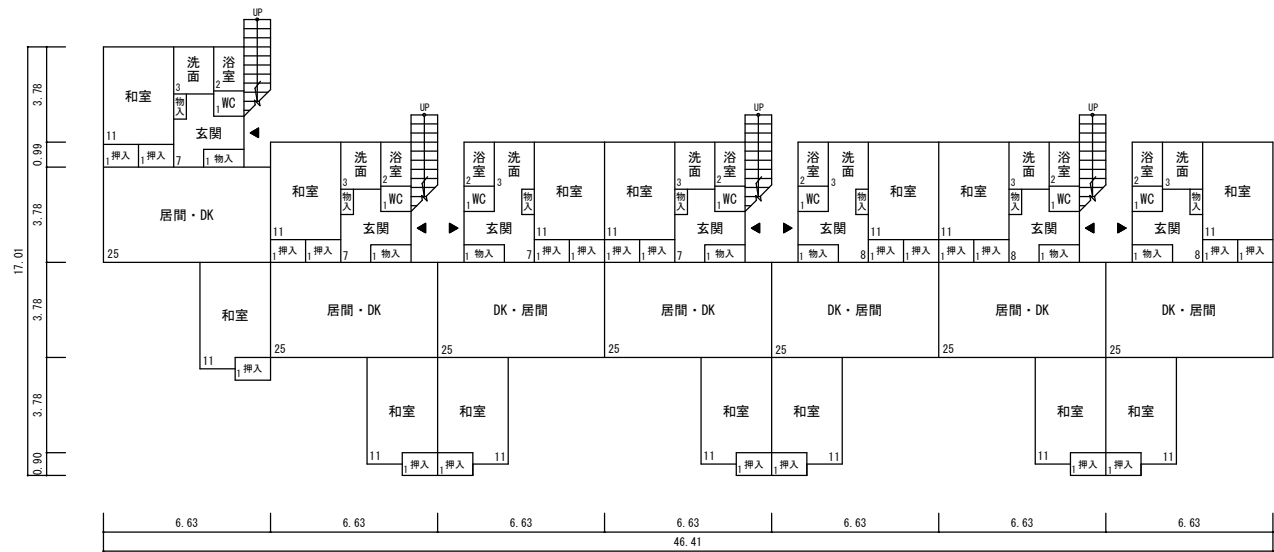 UP
3.78
和室
11
洗面
3
浴室
2
物入
1
WC
玄関
7
1 押入
1 押入
1 物入
0.99
UP
UP
UP
3.78
17.01
居間・DK
25
和室
11
洗面
3
浴室
2
物入
1 WC
玄関
7
1 押入
1 押入
1 物入
浴室
2
洗面
3
1 WC
物入
玄関
7
1 物入
和室
11
1 押入
1 押入
和室
11
洗面
3
浴室
2
物入
1 WC
玄関
7
1 押入
1 押入
1 物入
浴室
2
洗面
3
1 WC
物入
玄関
8
1 物入
和室
11
1 押入
1 押入
和室
11
洗面
3
浴室
2
物入
1 WC
玄関
8
1 押入
1 押入
1 物入
浴室
2
洗面
3
1 WC
物入
玄関
8
1 物入
和室
11
1 押入
1 押入
3.78
和室
11
1 押入
居間・DK
25
DK・居間
25
居間・DK
25
DK・居間
25
居間・DK
25
DK・居間
25
3.78
0.90
和室
11
1 押入
和室
11
1 押入
和室
11
1 押入
和室
11
1 押入
和室
11
1 押入
和室
11
1 押入
6.63 6.63 6.63 6.63 6.63 6.63 6.63
46.41